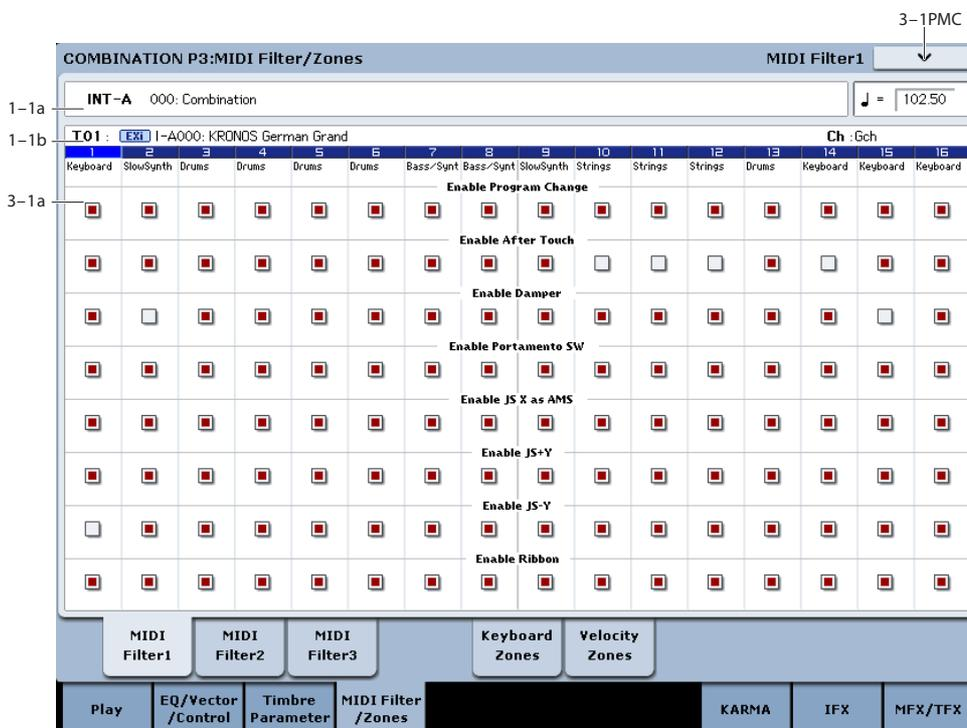 3–1PMC
COMBINATION P3:MIDI Filter/Zones MIDI Filter1
1–1a INT-A 000: Combination ♩ = 102.50
1–1b T01 : EXi I-A000: KRONOS German Grand Ch :Gch
1 2 3 4 5 6 7 8 9 10 11 12 13 14 15 16
Keyboard SlowSynth Drums Drums Drums Drums Bass/Synt Bass/Synt SlowSynth Strings Strings Strings Drums Keyboard Keyboard Keyboard
Enable Program Change
3–1a
Enable After Touch
Enable Damper
Enable Portamento SW
Enable JS X as AMS
Enable JS+Y
Enable JS-Y
Enable Ribbon
MIDI Filter1 MIDI Filter2 MIDI Filter3 Keyboard Zones Velocity Zones
Play EQ/Vector /Control Timbre Parameter MIDI Filter /Zones KARMA IFX MFX/TFX